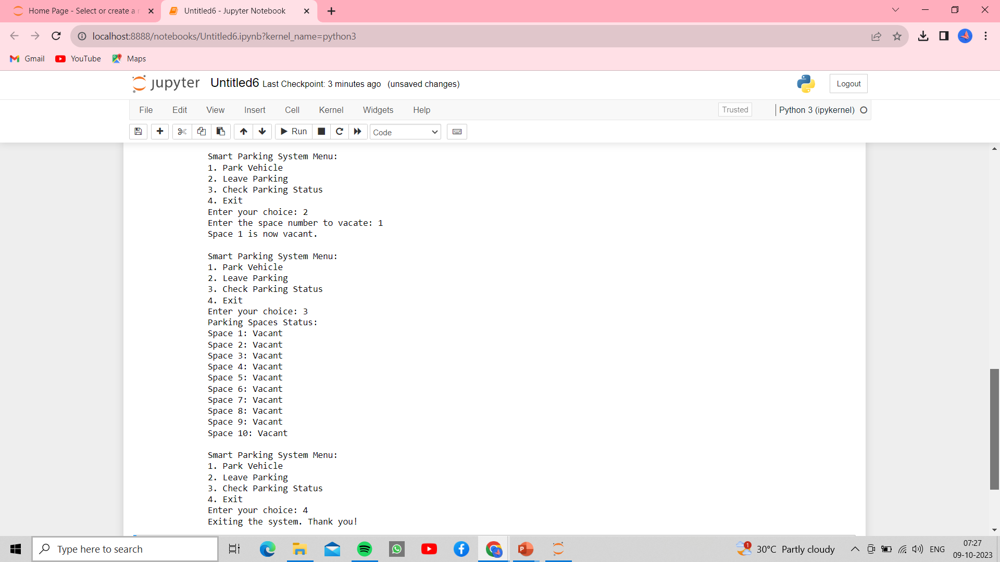 Home Page - Select or create a n
Untitled6 - Jupyter Notebook
localhost:8888/notebooks/Untitled6.ipynb?kernel_name=python3
Gmail YouTube Maps
jupyter Untitled6 Last Checkpoint: 3 minutes ago (unsaved changes) Logout
File Edit View Insert Cell Kernel Widgets Help Trusted Python 3 (ipykernel)
Run Code
Smart Parking System Menu:
1. Park Vehicle
2. Leave Parking
3. Check Parking Status
4. Exit
Enter your choice: 2
Enter the space number to vacate: 1
Space 1 is now vacant.
Smart Parking System Menu:
1. Park Vehicle
2. Leave Parking
3. Check Parking Status
4. Exit
Enter your choice: 3
Parking Spaces Status:
Space 1: Vacant
Space 2: Vacant
Space 3: Vacant
Space 4: Vacant
Space 5: Vacant
Space 6: Vacant
Space 7: Vacant
Space 8: Vacant
Space 9: Vacant
Space 10: Vacant
Smart Parking System Menu:
1. Park Vehicle
2. Leave Parking
3. Check Parking Status
4. Exit
Enter your choice: 4
Exiting the system. Thank you!
Type here to search
1
30°C Partly cloudy
ENG
07:27
09-10-2023